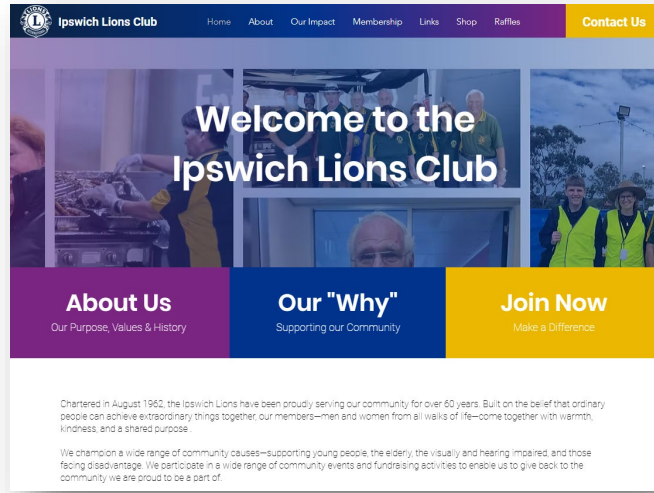 Ipswich Lions Club
Home About Our Impact Membership Links Shop Raffles
Contact Us
Welcome to the
Ipswich Lions Club
About Us
Our Purpose, Values & History
Our "Why"
Supporting our Community
Join Now
Make a Difference
Chartered in August 1962, the Ipswich Lions have been proudly serving our community for over 60 years. Built on the belief that ordinary
people can achieve extraordinary things together, our members—men and women from all walks of life—come together with warmth,
kindness, and a shared purpose .
We champion a wide range of community causes—supporting young people, the elderly, the visually and hearing impaired, and those
facing disadvantage. We participate in a wide range of community events and fundraising activities to enable us to give back to the
community we are proud to be a part of.